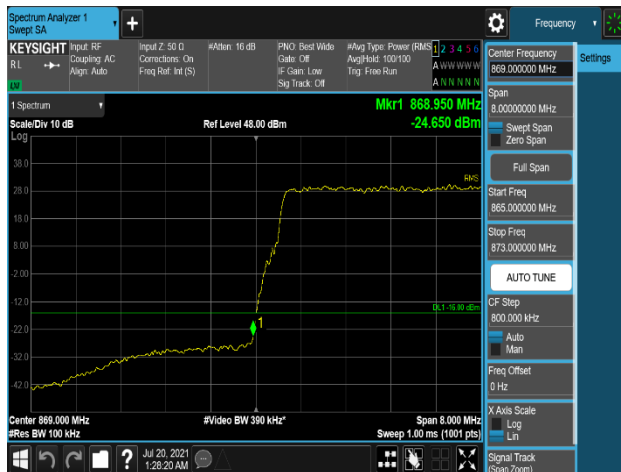 Spectrum Analyzer 1
Swept SA
+
Frequency
KEYSIGHT
Input: RF
Coupling: AC
Align: Auto
Input Z: 50 Ω
Corrections: On
Freq Ref: Int (S)
#Atten: 16 dB
PNO: Best Wide
Gate: Off
IF Gain: Low
Sig Track: Off
#Avg Type: Power (RMS
Avg|Hold: 100/100
Trig: Free Run
1 2 3 4 5 6
A W W W W W
A N N N N N
R L
LNI
1 Spectrum
Scale/Div 10 dB
Log
Ref Level 48.00 dBm
Mkr1 868.950 MHz
-24.650 dBm
38.0
28.0
18.0
8.00
-2.00
-12.0
-22.0
-32.0
-42.0
RMS
DL1 -16.00 dBm
1
Center 869.000 MHz
#Res BW 100 kHz
#Video BW 390 kHz*
Span 8.000 MHz
Sweep 1.00 ms (1001 pts)
Jul 20, 2021
1:28:20 AM
?
Center Frequency
869.000000 MHz
Settings
Span
8.00000000 MHz
Swept Span
Zero Span
Full Span
Start Freq
865.000000 MHz
Stop Freq
873.000000 MHz
AUTO TUNE
CF Step
800.000 kHz
Auto
Man
Freq Offset
0 Hz
X Axis Scale
Log
Lin
Signal Track
(Span Zoom)